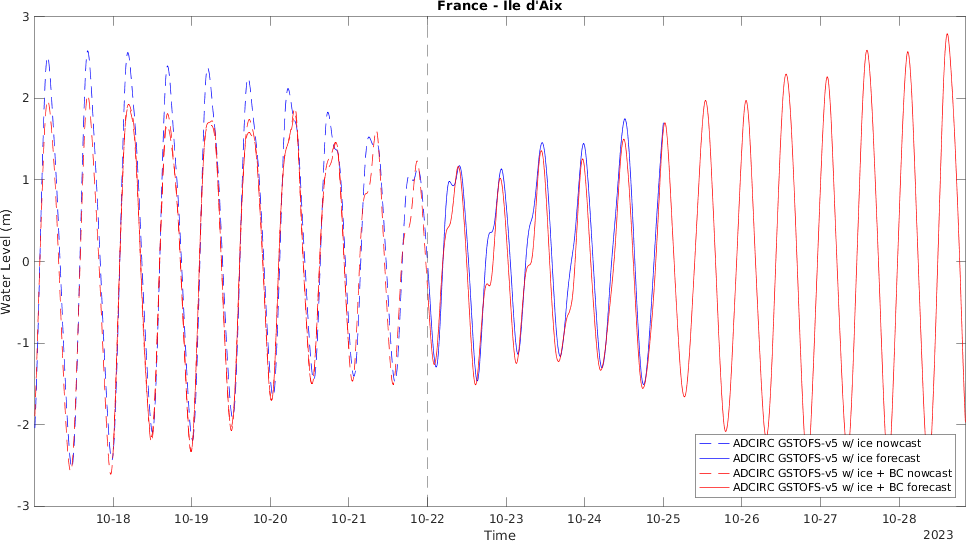 France - Ile d'Aix
3
2
1
0
-1
-2
-3
Water Level (m)
ADCIRC GSTOFS-v5 w/ ice nowcast
ADCIRC GSTOFS-v5 w/ ice forecast
ADCIRC GSTOFS-v5 w/ ice + BC nowcast
ADCIRC GSTOFS-v5 w/ ice + BC forecast
10-18 10-19 10-20 10-21 10-22 10-23 10-24 10-25 10-26 10-27 10-28
Time
2023